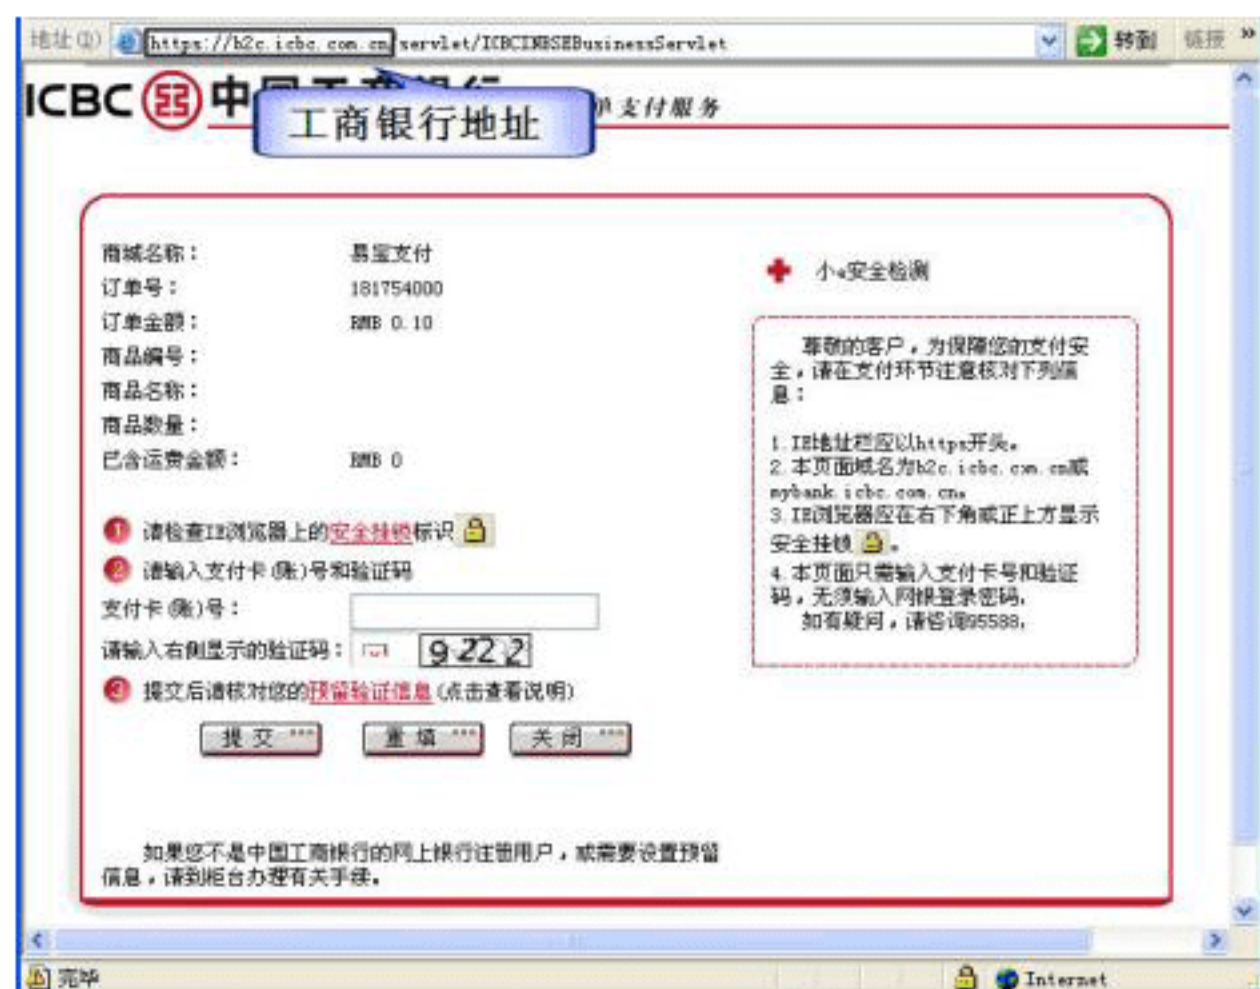 地址(D) https://b2c.icbc.com.cn/servlet/ICBCINBSEBusinessServlet 转到 链接 »
ICBC 中国工商银行 单支付服务
工商银行地址
商城名称： 易宝支付
订单号： 181754000
订单金额： RMB 0.10
商品编号：
商品名称：
商品数量：
已含运费金额： RMB 0
1 请检查IE浏览器上的安全挂锁标识
2 请输入支付卡(账)号和验证码
支付卡(账)号：
请输入右侧显示的验证码： 9222
3 提交后请核对您的预留验证信息(点击查看说明)
提 交 重 填 关 闭
如果您不是中国工商银行的网上银行注册用户，或需要设置预留
信息，请到柜台办理有关手续。
小e安全检测
尊敬的客户，为保障您的支付安
全，请在支付环节注意核对下列信
息：
1.IE地址栏应以https开头。
2.本页面域名为b2c.icbc.com.cn或
mybank.icbc.com.cn。
3.IE浏览器应在右下角或正上方显示
安全挂锁。
4.本页面只需输入支付卡号和验证
码，无须输入网银登录密码。
如有疑问，请咨询95588。
完毕 Internet